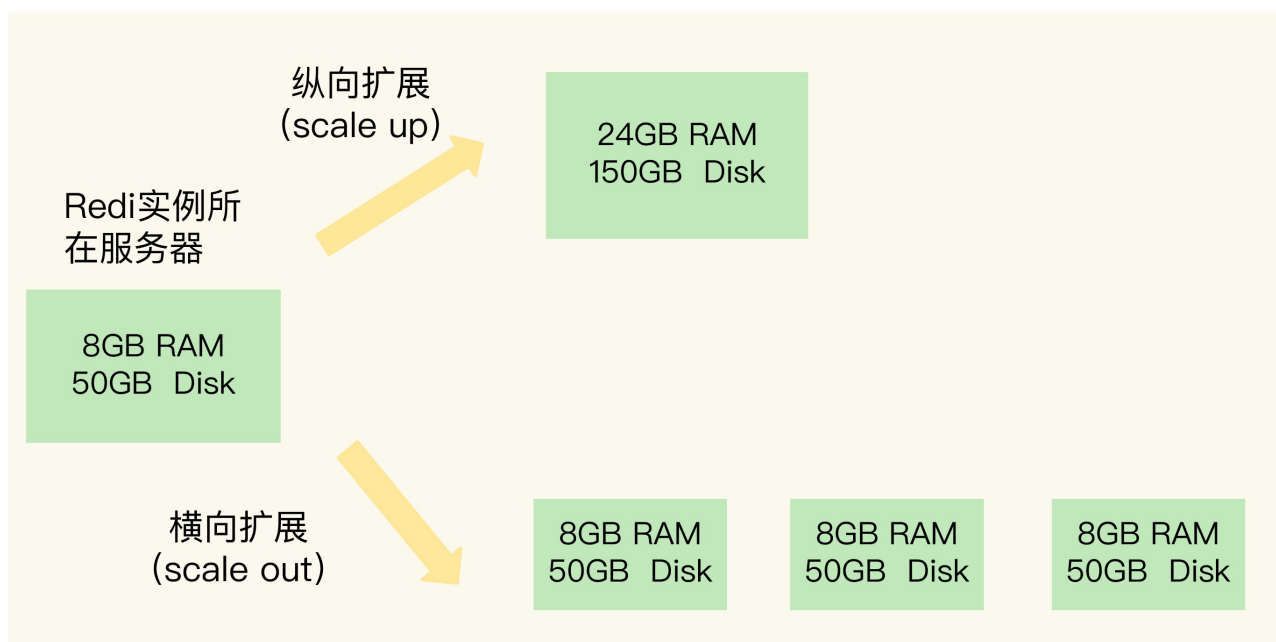 纵向扩展
(scale up)
24GB RAM
150GB Disk
Redi实例所
在服务器
8GB RAM
50GB Disk
横向扩展
(scale out)
8GB RAM
50GB Disk
8GB RAM
50GB Disk
8GB RAM
50GB Disk